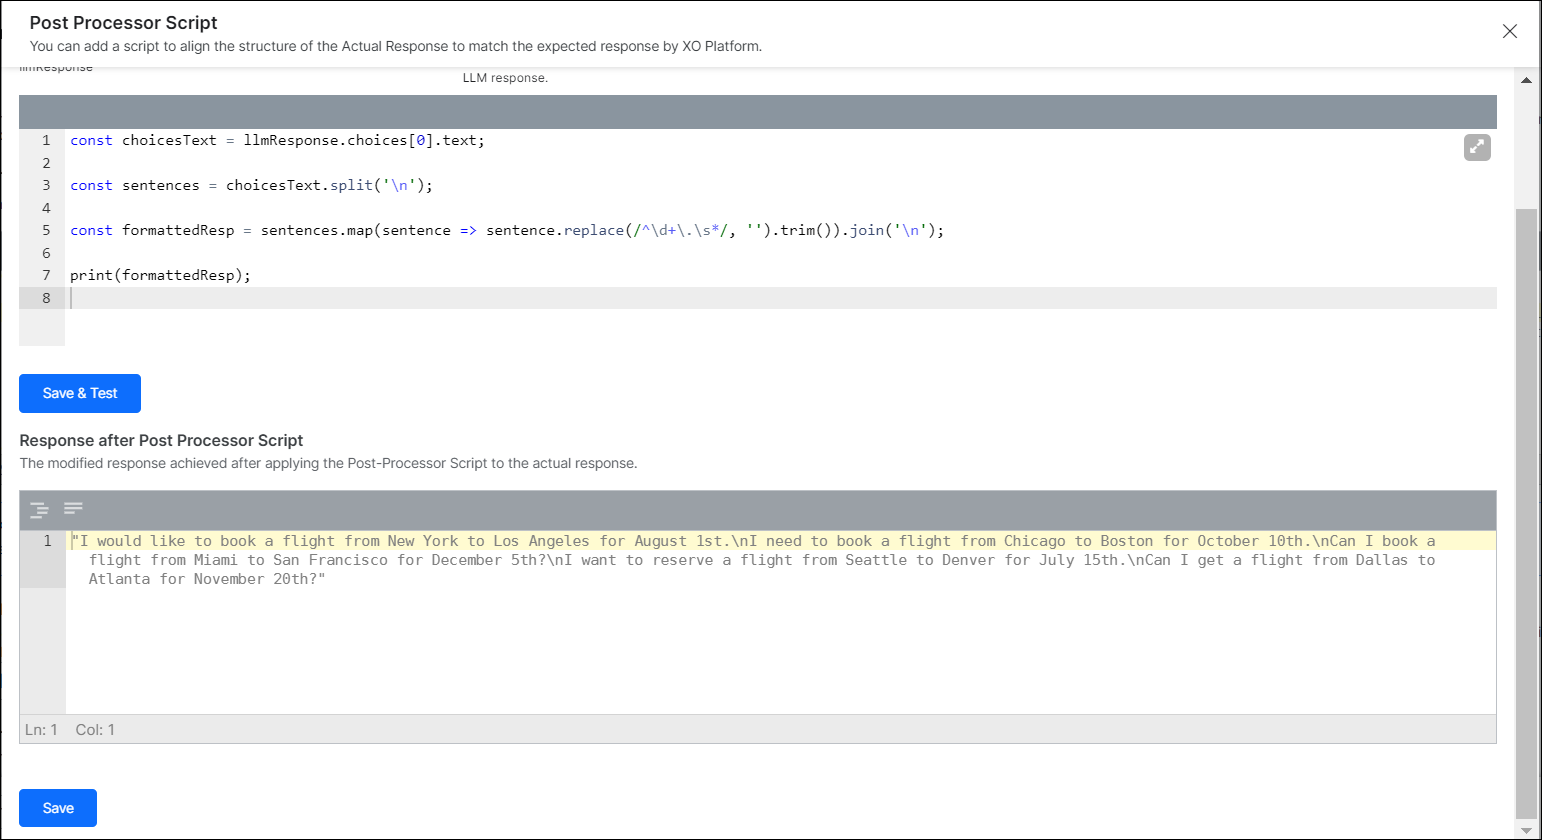 Post Processor Script
You can add a script to align the structure of the Actual Response to match the expected response by XO Platform.
llmResponse
LLM response.
1 const choicesText = llmResponse.choices[0].text;
2
3 const sentences = choicesText.split('\n');
4
5 const formattedResp = sentences.map(sentence => sentence.replace(/^\d+\.\s*/, '').trim()).join('\n');
6
7 print(formattedResp);
8
Save & Test
Response after Post Processor Script
The modified response achieved after applying the Post-Processor Script to the actual response.
1 "I would like to book a flight from New York to Los Angeles for August 1st.\nI need to book a flight from Chicago to Boston for October 10th.\nCan I book a
flight from Miami to San Francisco for December 5th?\nI want to reserve a flight from Seattle to Denver for July 15th.\nCan I get a flight from Dallas to
Atlanta for November 20th?"
Ln: 1 Col: 1
Save